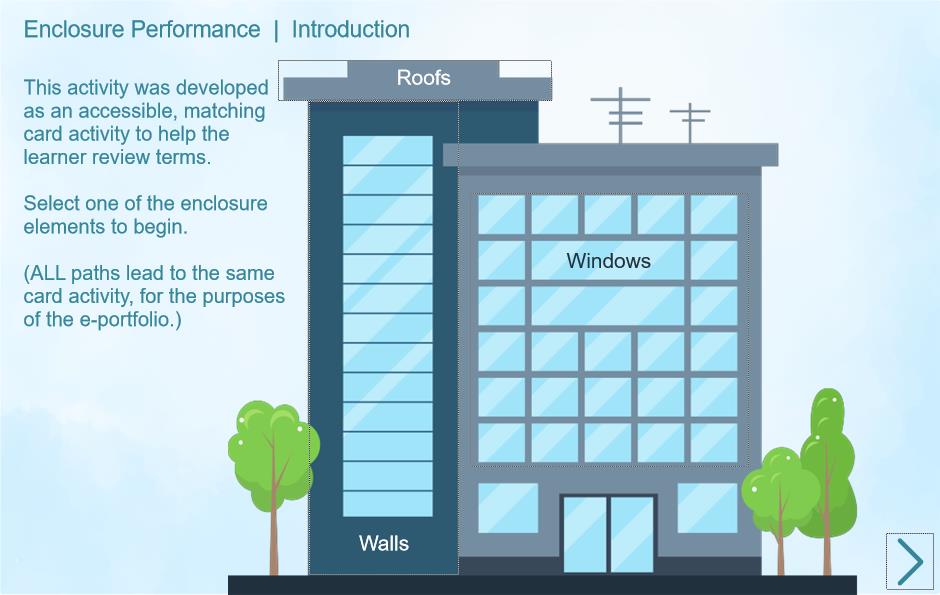 Enclosure Performance | Introduction
This activity was developed
as an accessible, matching
card activity to help the
learner review terms.
Select one of the enclosure
elements to begin.
(ALL paths lead to the same
card activity, for the purposes
of the e-portfolio.)
Roofs
Windows
Walls